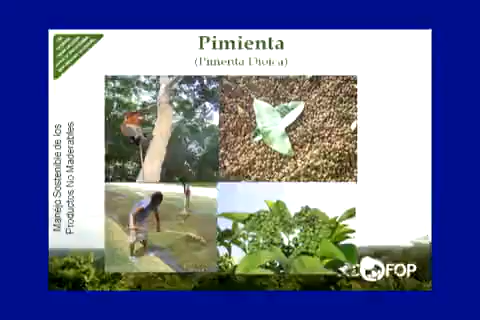 Pimienta
(Pimenta Dioica)
Manejo Sostenible de los
Productos No Maderables
FOP